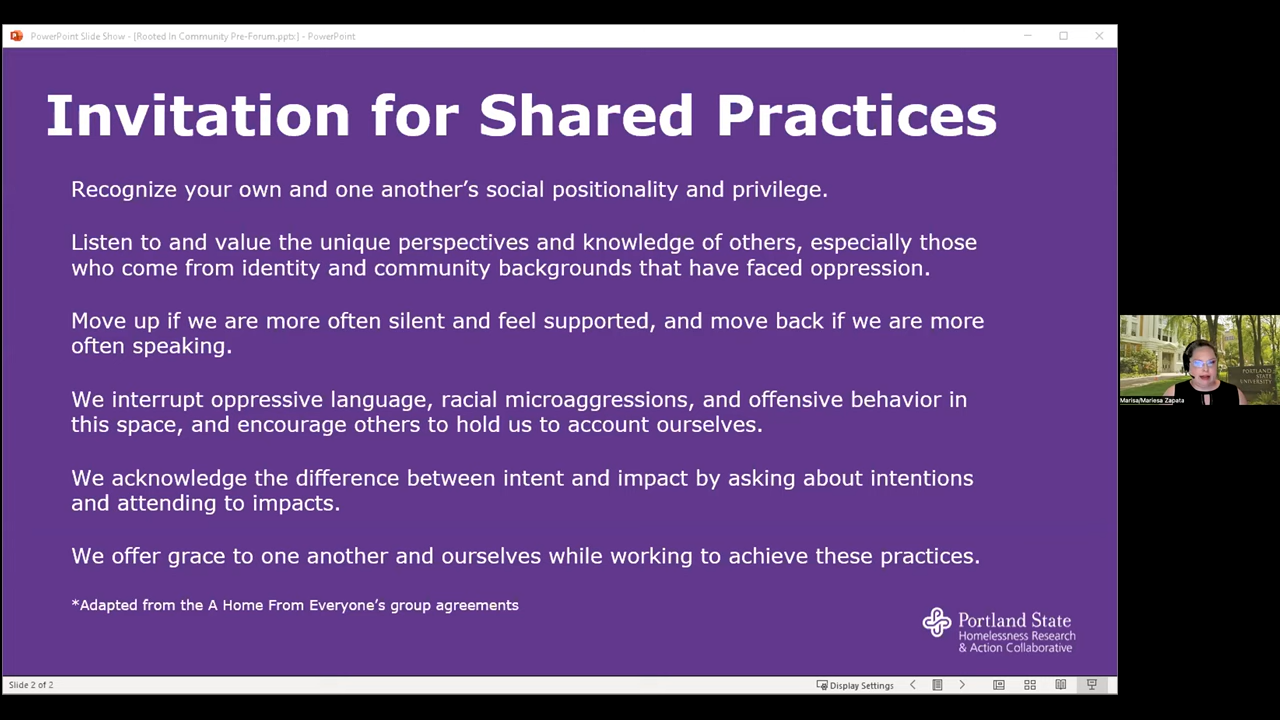 PowerPoint Slide Show - [Rooted In Community Pre-Forum.pptx] - PowerPoint
Invitation for Shared Practices
Recognize your own and one another's social positionality and privilege.
Listen to and value the unique perspectives and knowledge of others, especially those
who come from identity and community backgrounds that have faced oppression.
Move up if we are more often silent and feel supported, and move back if we are more
often speaking.
We interrupt oppressive language, racial microaggressions, and offensive behavior in
this space, and encourage others to hold us to account ourselves.
We acknowledge the difference between intent and impact by asking about intentions
and attending to impacts.
We offer grace to one another and ourselves while working to achieve these practices.
*Adapted from the A Home From Everyone's group agreements
Portland State
Homelessness Research
& Action Collaborative
PORTLAND
STATE
UNIVERSITY
Marisa/Mariesa Zapata
Slide 2 of 2
Display Settings